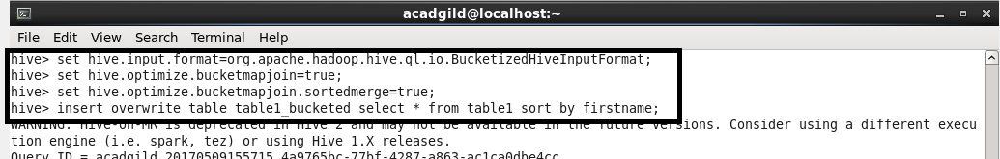 acadgild@localhost:~
File Edit View Search Terminal Help
hive> set hive.input.format=org.apache.hadoop.hive.ql.io.BucketizedHiveInputFormat;
hive> set hive.optimize.bucketmapjoin=true;
hive> set hive.optimize.bucketmapjoin.sortedmerge=true;
hive> insert overwrite table table1_bucketed select * from table1 sort by firstname;
WARNING: Hive-on-MR is deprecated in Hive 2 and may not be available in the future versions. Consider using a different execu
tion engine (i.e. spark, tez) or using Hive 1.X releases.
Query ID = acadgild_20170509155715_4a9765bc-77bf-4287-a863-ac1ca0dbe4cc